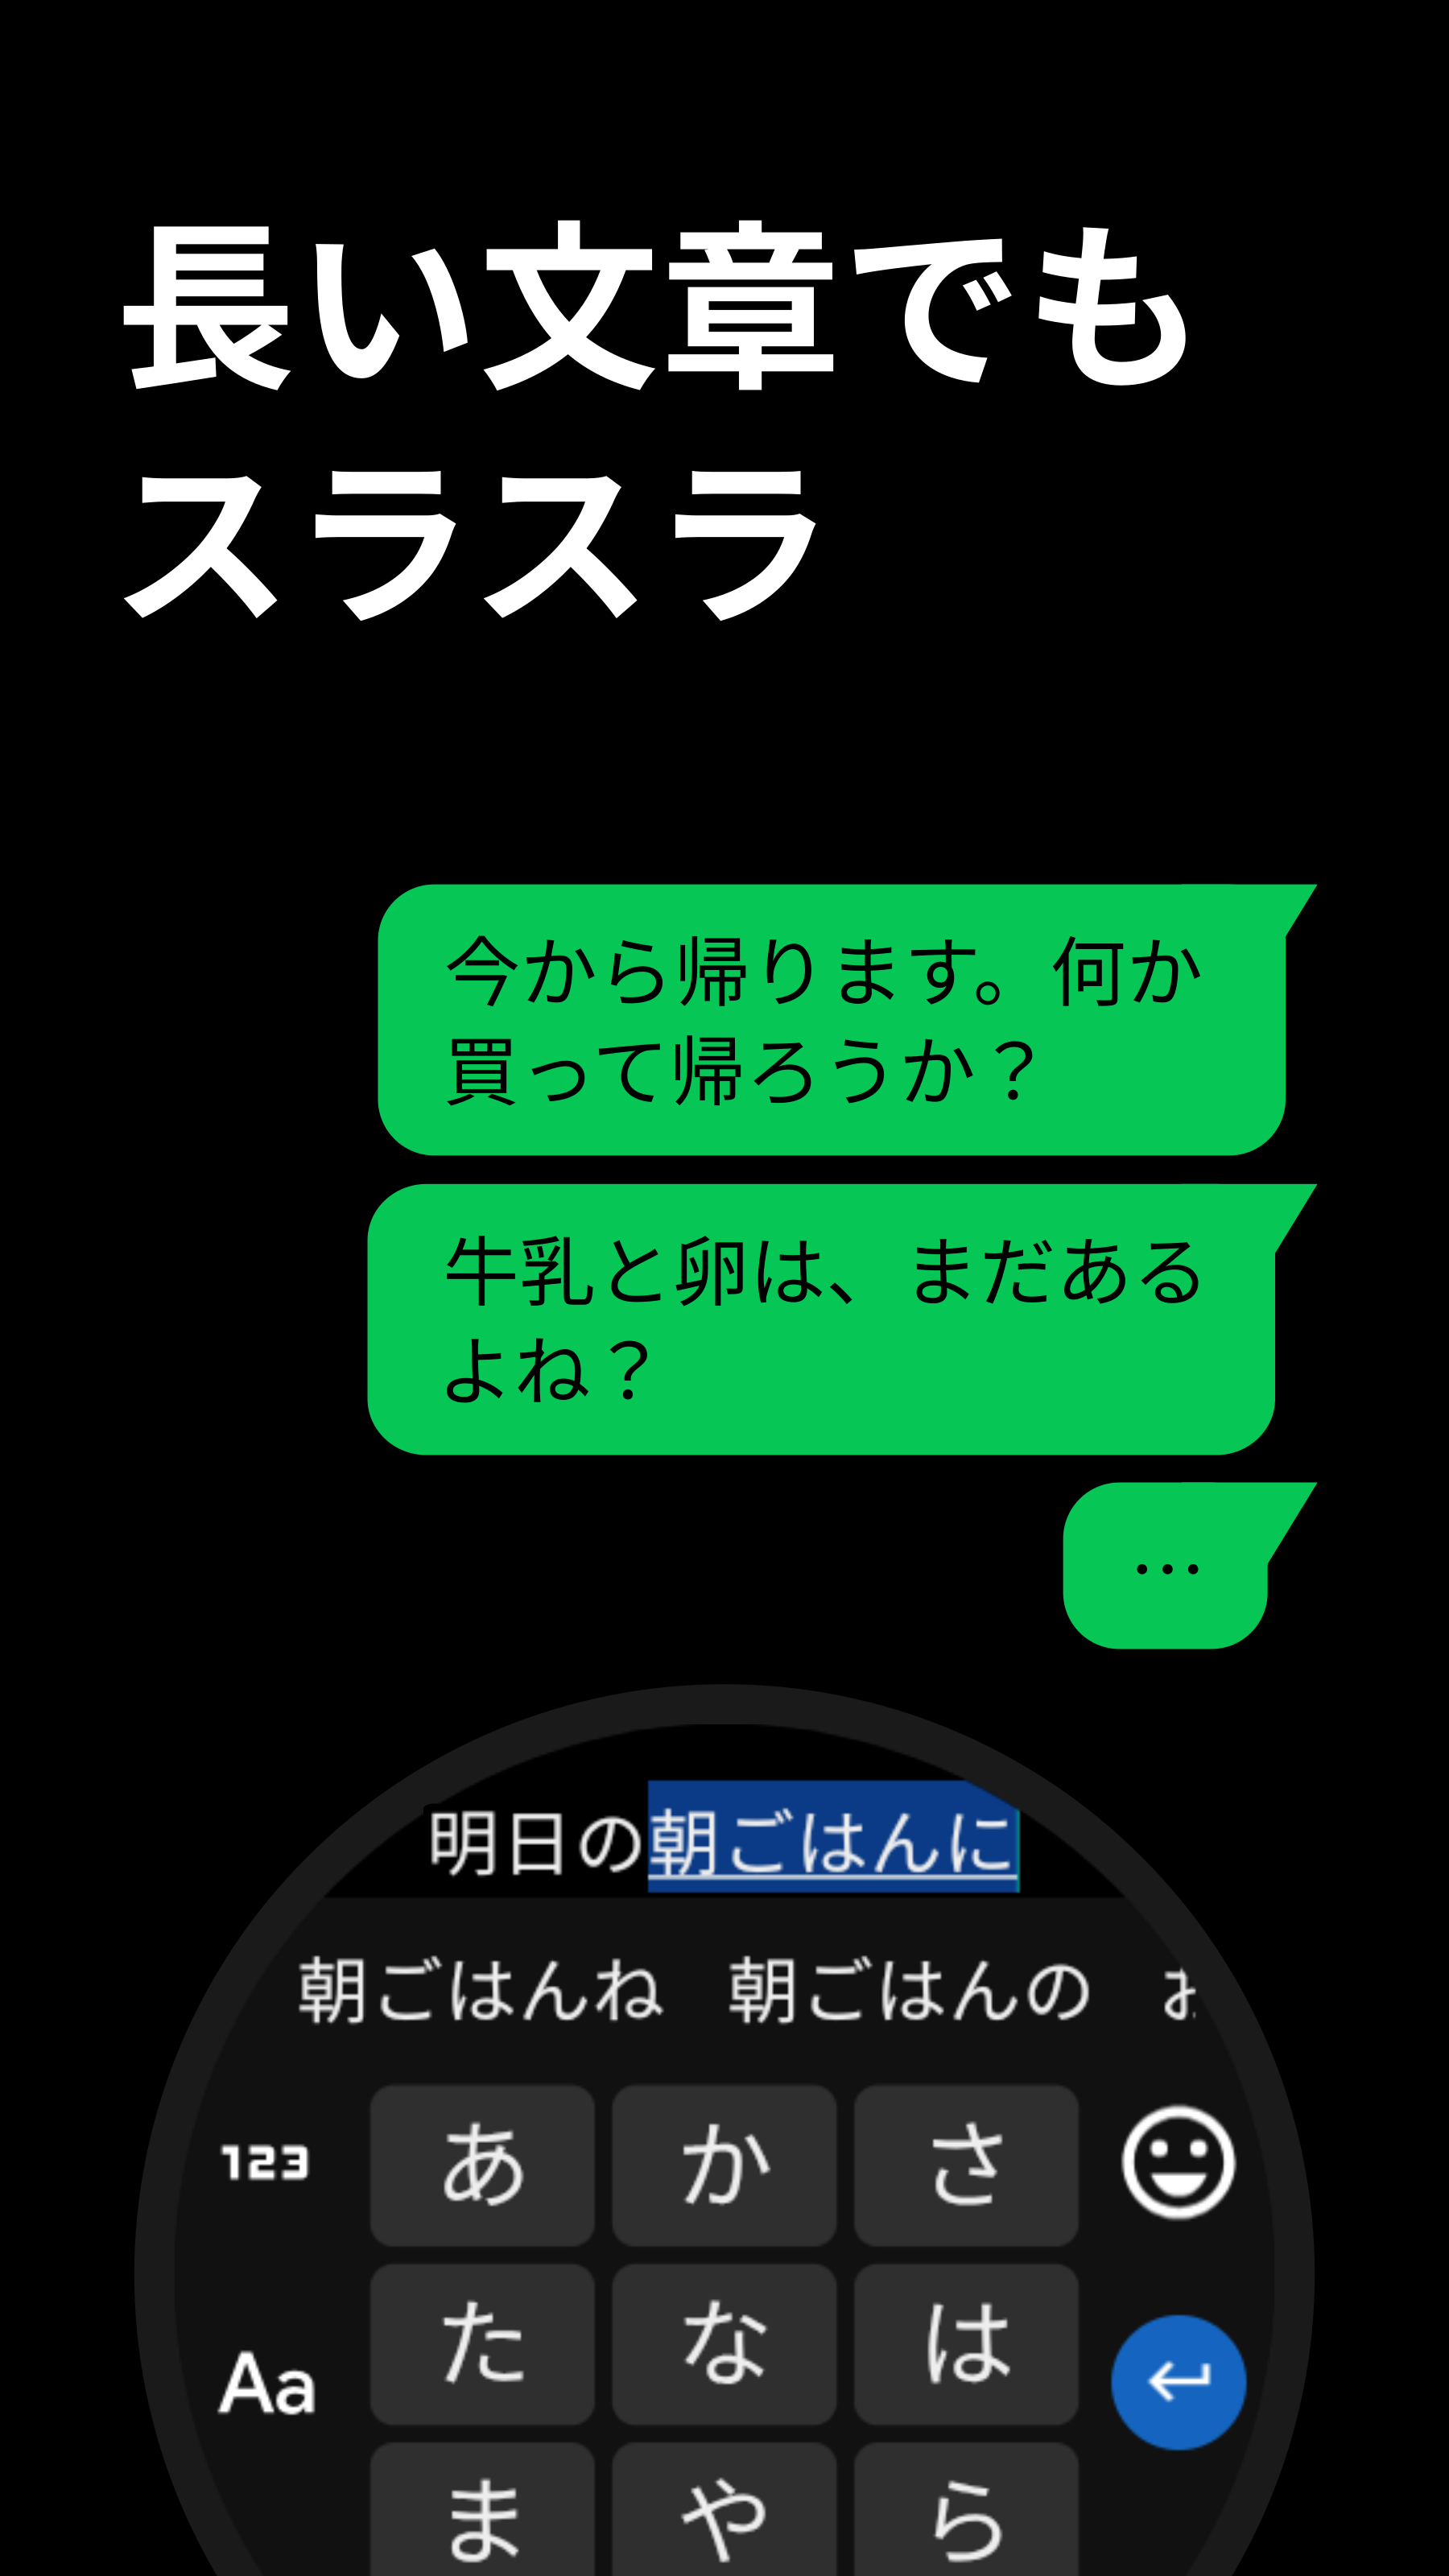 長い文章でも
スラスラ
今から帰ります。何か
買って帰ろうか？
牛乳と卵は、まだある
よね？
...
明日の朝ごはんに
朝ごはんね 朝ごはんの
123 あ か さ
Aa た な は
ま や ら